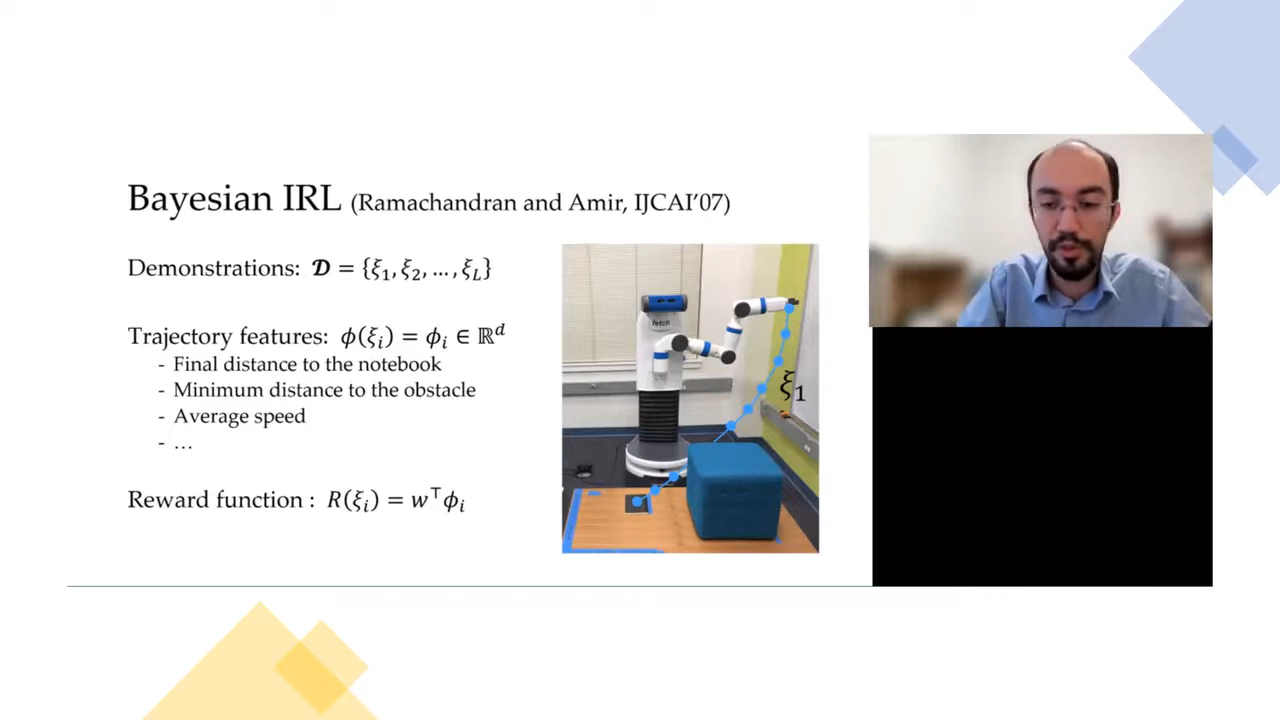 Bayesian IRL (Ramachandran and Amir, IJCAI'07)
Demonstrations: 𝓓 = {ξ₁, ξ₂, … , ξ_L}
Trajectory features: ϕ(ξᵢ) = ϕᵢ ∈ ℝᵈ
- Final distance to the notebook
- Minimum distance to the obstacle
- Average speed
- …
Reward function : R(ξᵢ) = w⊤ϕᵢ
fetch
ξ₁